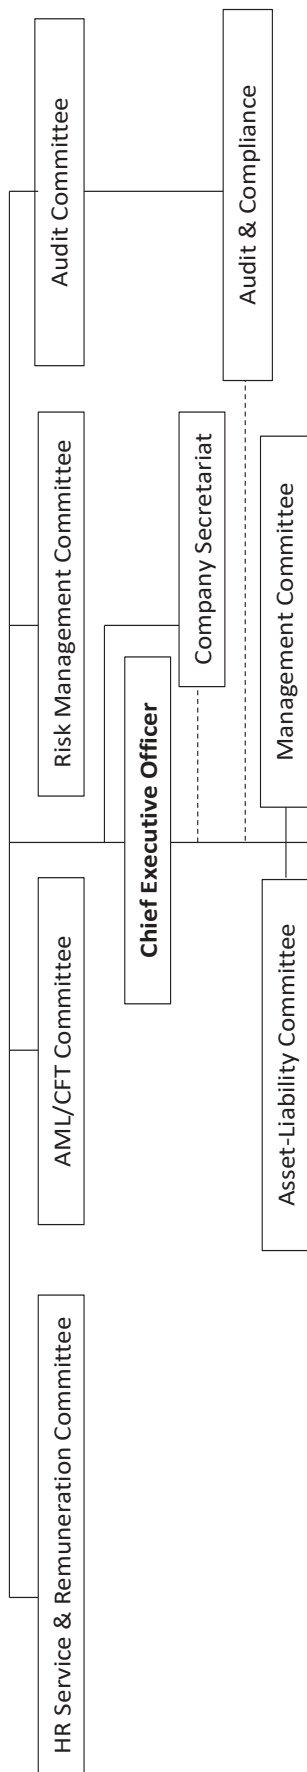 HR Service & Remuneration Committee
AML/CFT Committee
Risk Management Committee
Audit Committee
Chief Executive Officer
Company Secretariat
Audit & Compliance
Asset-Liability Committee
Management Committee